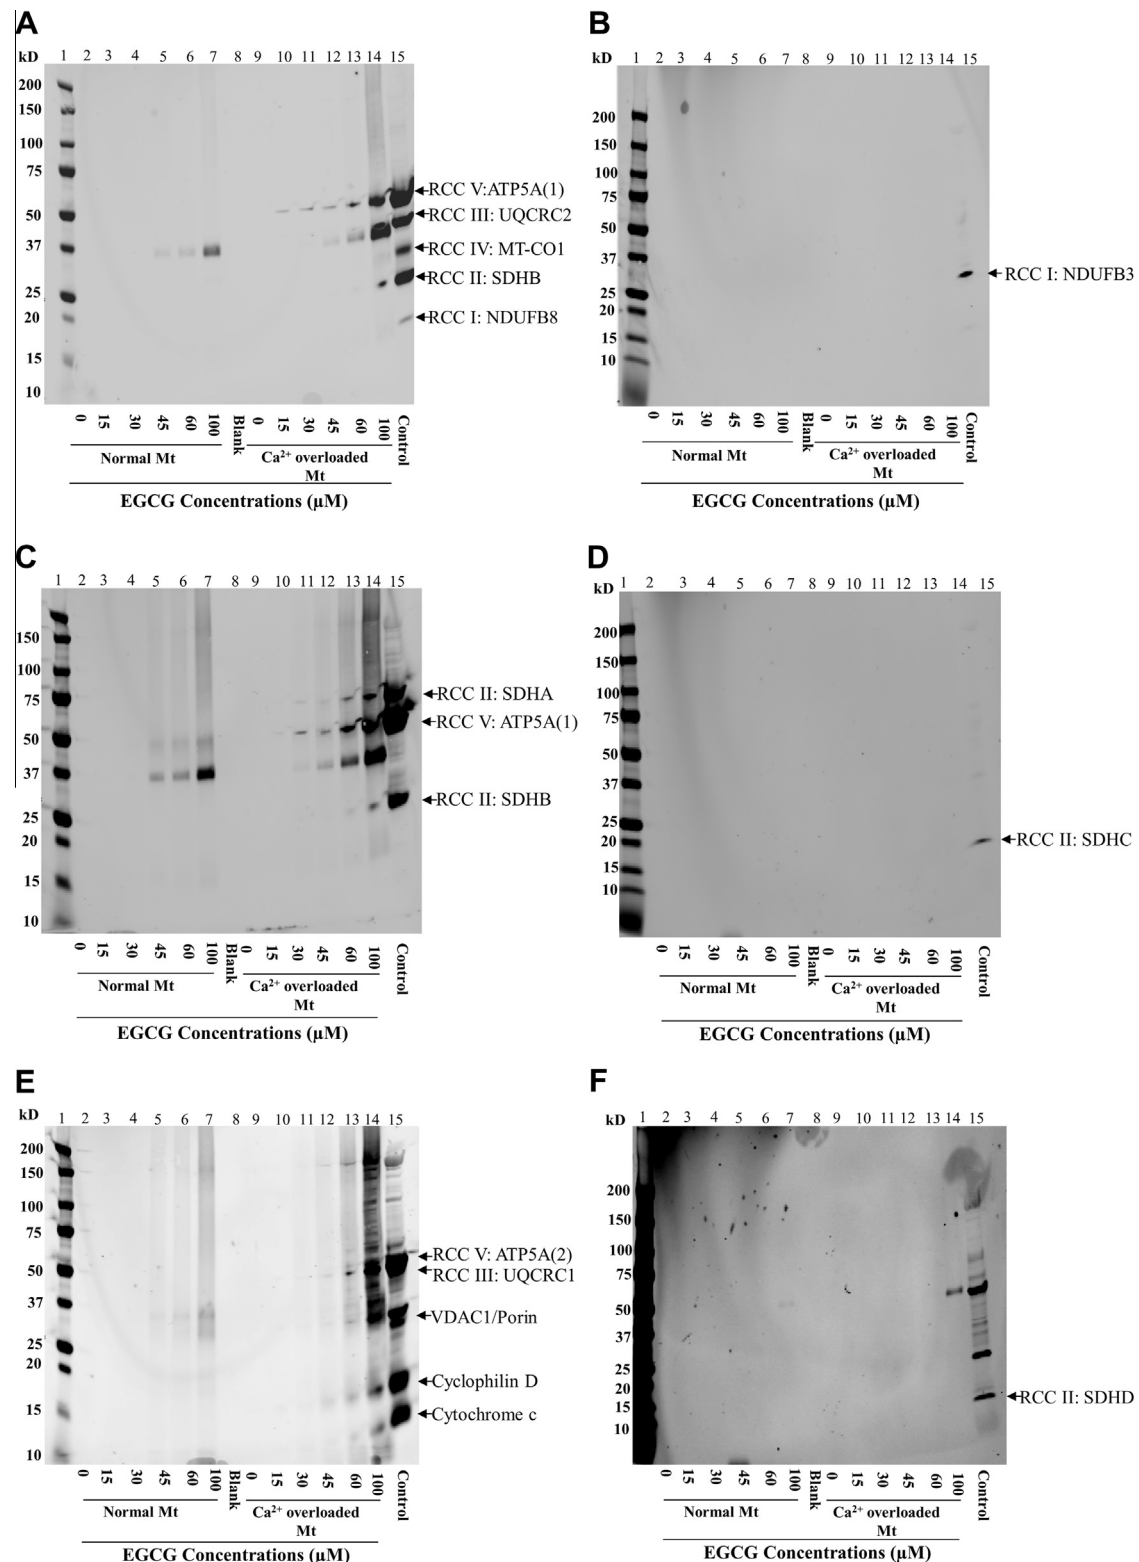 A
kD 1 2 3 4 5 6 7 8 9 10 11 12 13 14 15
200
150
100
75
50
37
25
20
15
10
RCC V:ATP5A(1)
RCC III: UQCRC2
RCC IV: MT-CO1
RCC II: SDHB
RCC I: NDUFB8
0 15 30 45 60 100 Blank 0 15 30 45 60 100 Control
Normal Mt
Ca²⁺ overloaded
Mt
EGCG Concentrations (µM)
B
kD 1 2 3 4 5 6 7 8 9 10 11 12 13 14 15
200
150
100
75
50
37
25
20
15
10
RCC I: NDUFB3
0 15 30 45 60 100 Blank 0 15 30 45 60 100 Control
Normal Mt
Ca²⁺ overloaded
Mt
EGCG Concentrations (µM)
C
kD 1 2 3 4 5 6 7 8 9 10 11 12 13 14 15
150
100
75
50
37
25
20
15
10
RCC II: SDHA
RCC V: ATP5A(1)
RCC II: SDHB
0 15 30 45 60 100 Blank 0 15 30 45 60 100 Control
Normal Mt
Ca²⁺ overloaded
Mt
EGCG Concentrations (µM)
D
kD 1 2 3 4 5 6 7 8 9 10 11 12 13 14 15
200
150
100
75
50
37
25
20
15
10
RCC II: SDHC
0 15 30 45 60 100 Blank 0 15 30 45 60 100 Control
Normal Mt
Ca²⁺ overloaded
Mt
EGCG Concentrations (µM)
E
kD 1 2 3 4 5 6 7 8 9 10 11 12 13 14 15
200
150
100
75
50
37
25
20
15
10
RCC V: ATP5A(2)
RCC III: UQCRC1
VDAC1/Porin
Cyclophilin D
Cytochrome c
0 15 30 45 60 100 Blank 0 15 30 45 60 100 Control
Normal Mt
Ca²⁺ overloaded
Mt
EGCG Concentrations (µM)
F
kD 1 2 3 4 5 6 7 8 9 10 11 12 13 14 15
200
150
100
75
50
37
25
20
15
10
RCC II: SDHD
0 15 30 45 60 100 Blank 0 15 30 45 60 100 Control
Normal Mt
Ca²⁺ overloaded
Mt
EGCG Concentrations (µM)